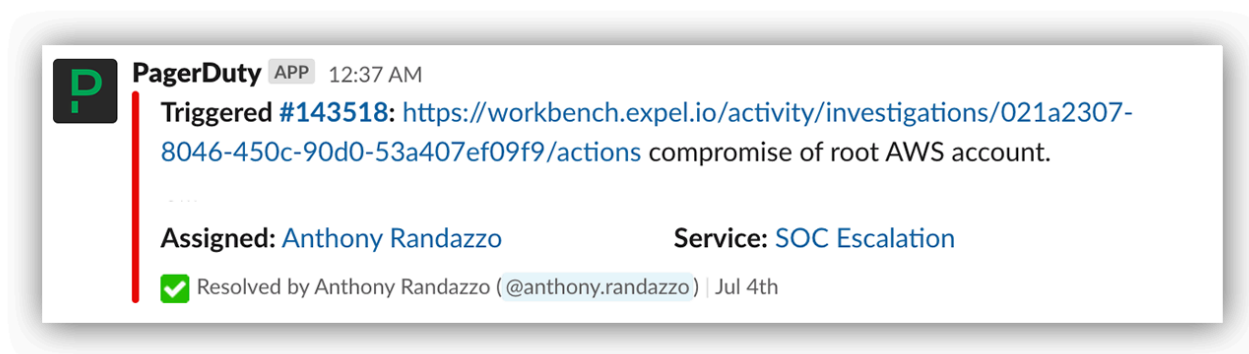 PagerDuty APP 12:37 AM
Triggered #143518: https://workbench.expel.io/activity/investigations/021a2307-
8046-450c-90d0-53a407ef09f9/actions compromise of root AWS account.
Assigned: Anthony Randazzo Service: SOC Escalation
Resolved by Anthony Randazzo (@anthony.randazzo) | Jul 4th